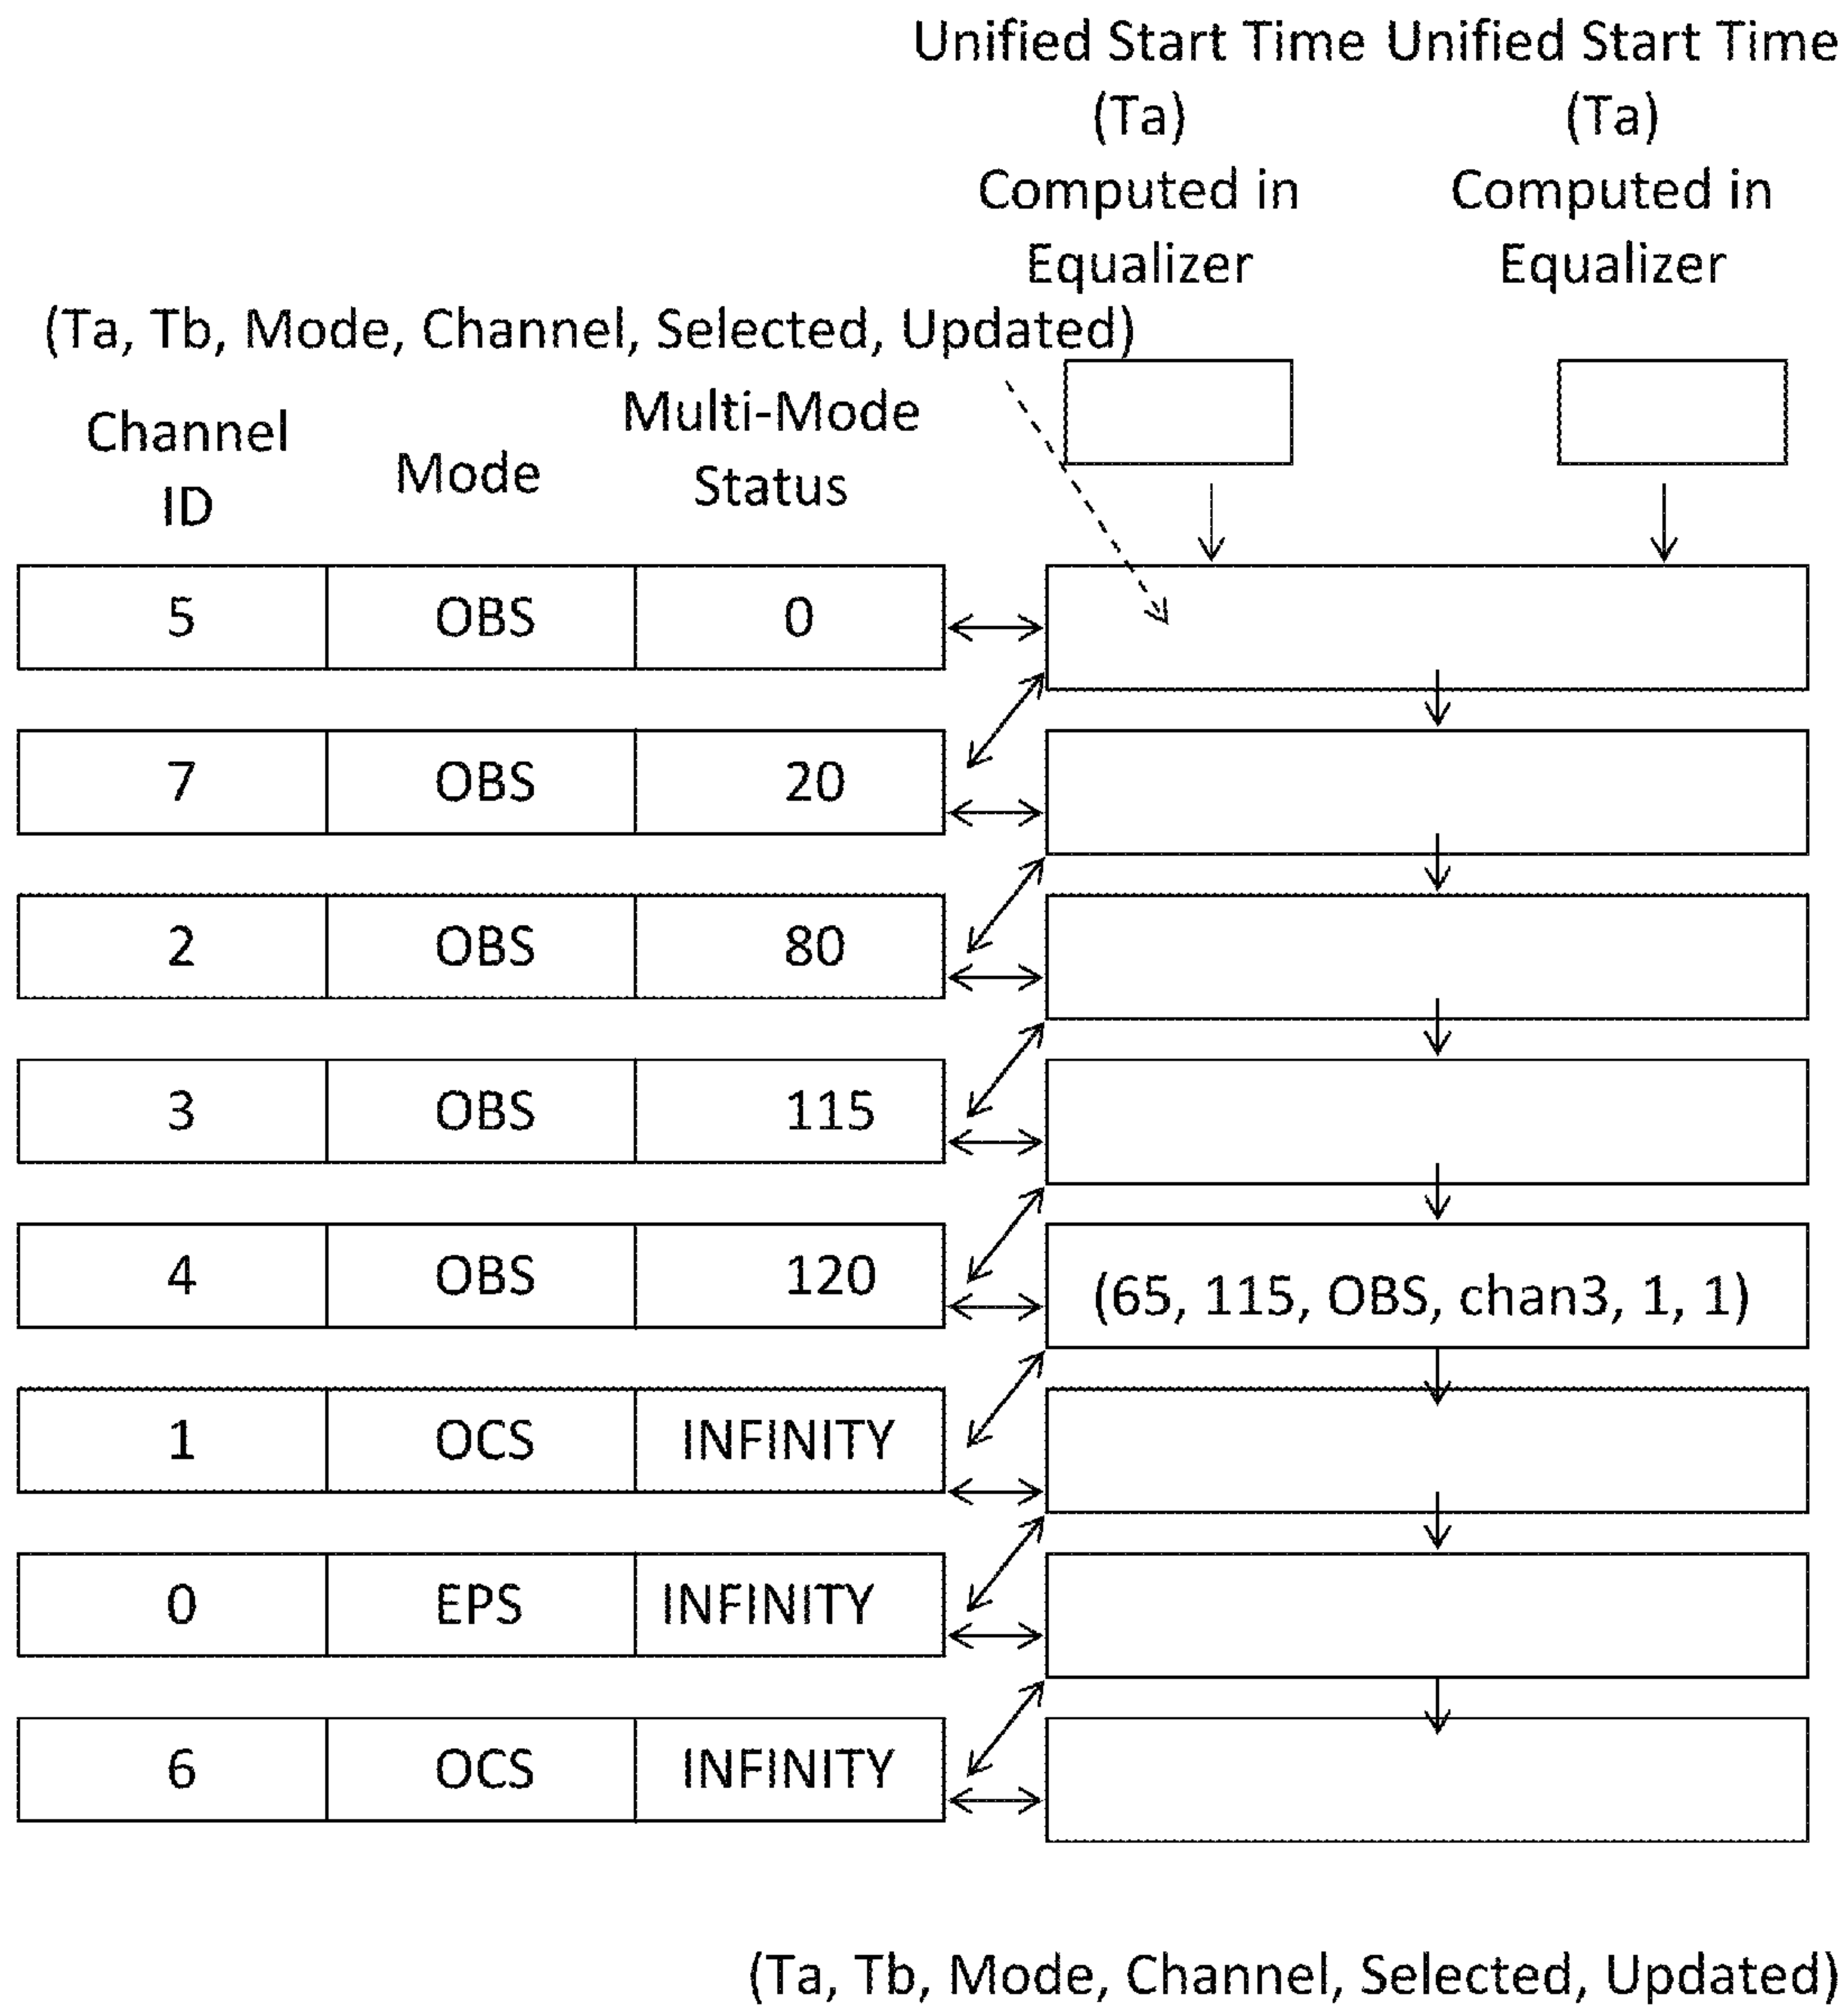 Unified Start Time Unified Start Time
(Ta) (Ta)
Computed in Computed in
Equalizer Equalizer
(Ta, Tb, Mode, Channel, Selected, Updated)
Channel ID Mode Multi-Mode Status
5 OBS 0
7 OBS 20
2 OBS 80
3 OBS 115
4 OBS 120 (65, 115, OBS, chan3, 1, 1)
1 OCS INFINITY
0 EPS INFINITY
6 OCS INFINITY
(Ta, Tb, Mode, Channel, Selected, Updated)